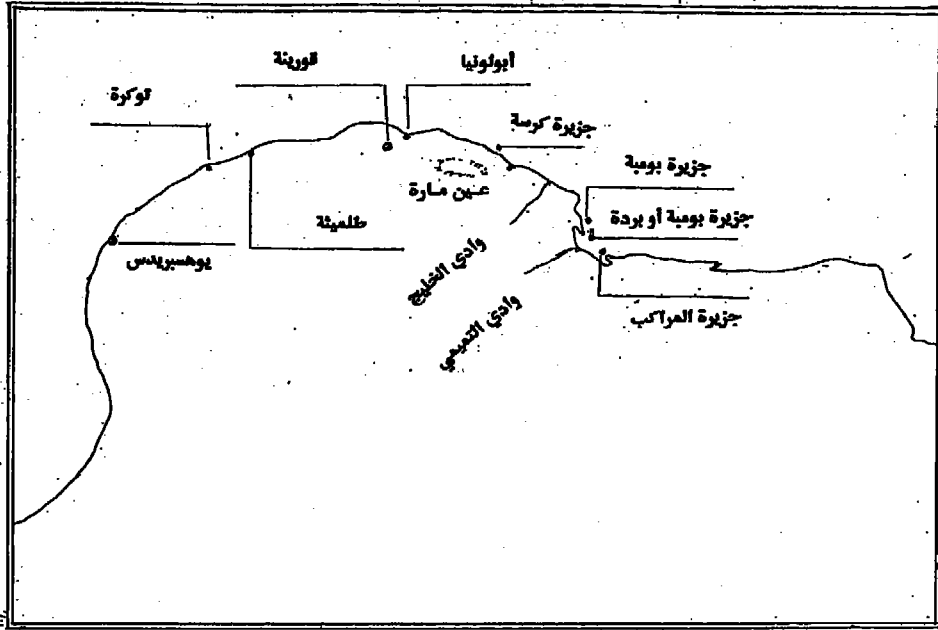 أبولونيا
قورينة
توكرة
جزيرة كرسة
جزيرة بومبة
عين مارة
جزيرة بومبة أو بردة
طلميثة
وادي الخليج
يوهسبريدس
جزيرة المراكب
وادي التميمي